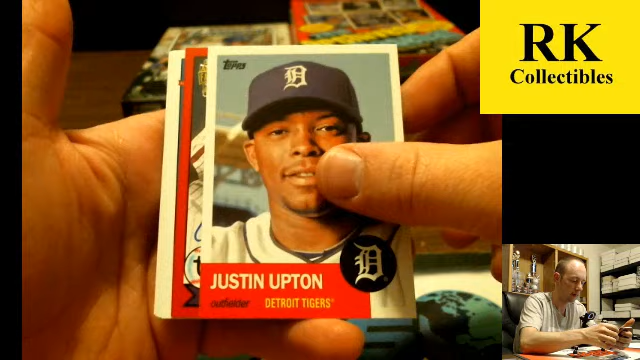 RK
Collectibles
Topps
JUSTIN UPTON
outfielder DETROIT TIGERS
D
D